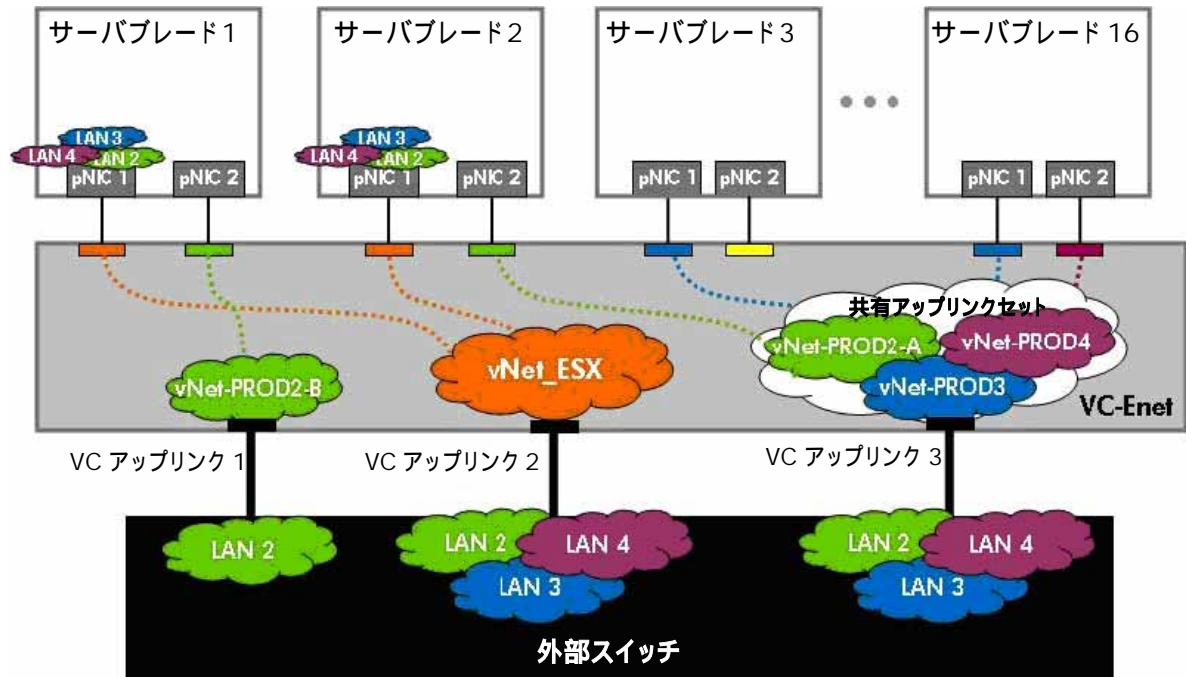 サーバブレード 1
サーバブレード 2
サーバブレード 3
サーバブレード 16
LAN 3
LAN 4
LAN 2
pNIC 1
pNIC 2
LAN 3
LAN 4
LAN 2
pNIC 1
pNIC 2
pNIC 1
pNIC 2
pNIC 1
pNIC 2
共有アップリンクセット
vNet-PROD2-A
vNet-PROD4
vNet-PROD3
vNet_ESX
vNet-PROD2-B
VC-Enet
VC アップリンク 1
VC アップリンク 2
VC アップリンク 3
LAN 2
LAN 2
LAN 4
LAN 3
LAN 2
LAN 4
LAN 3
外部スイッチ